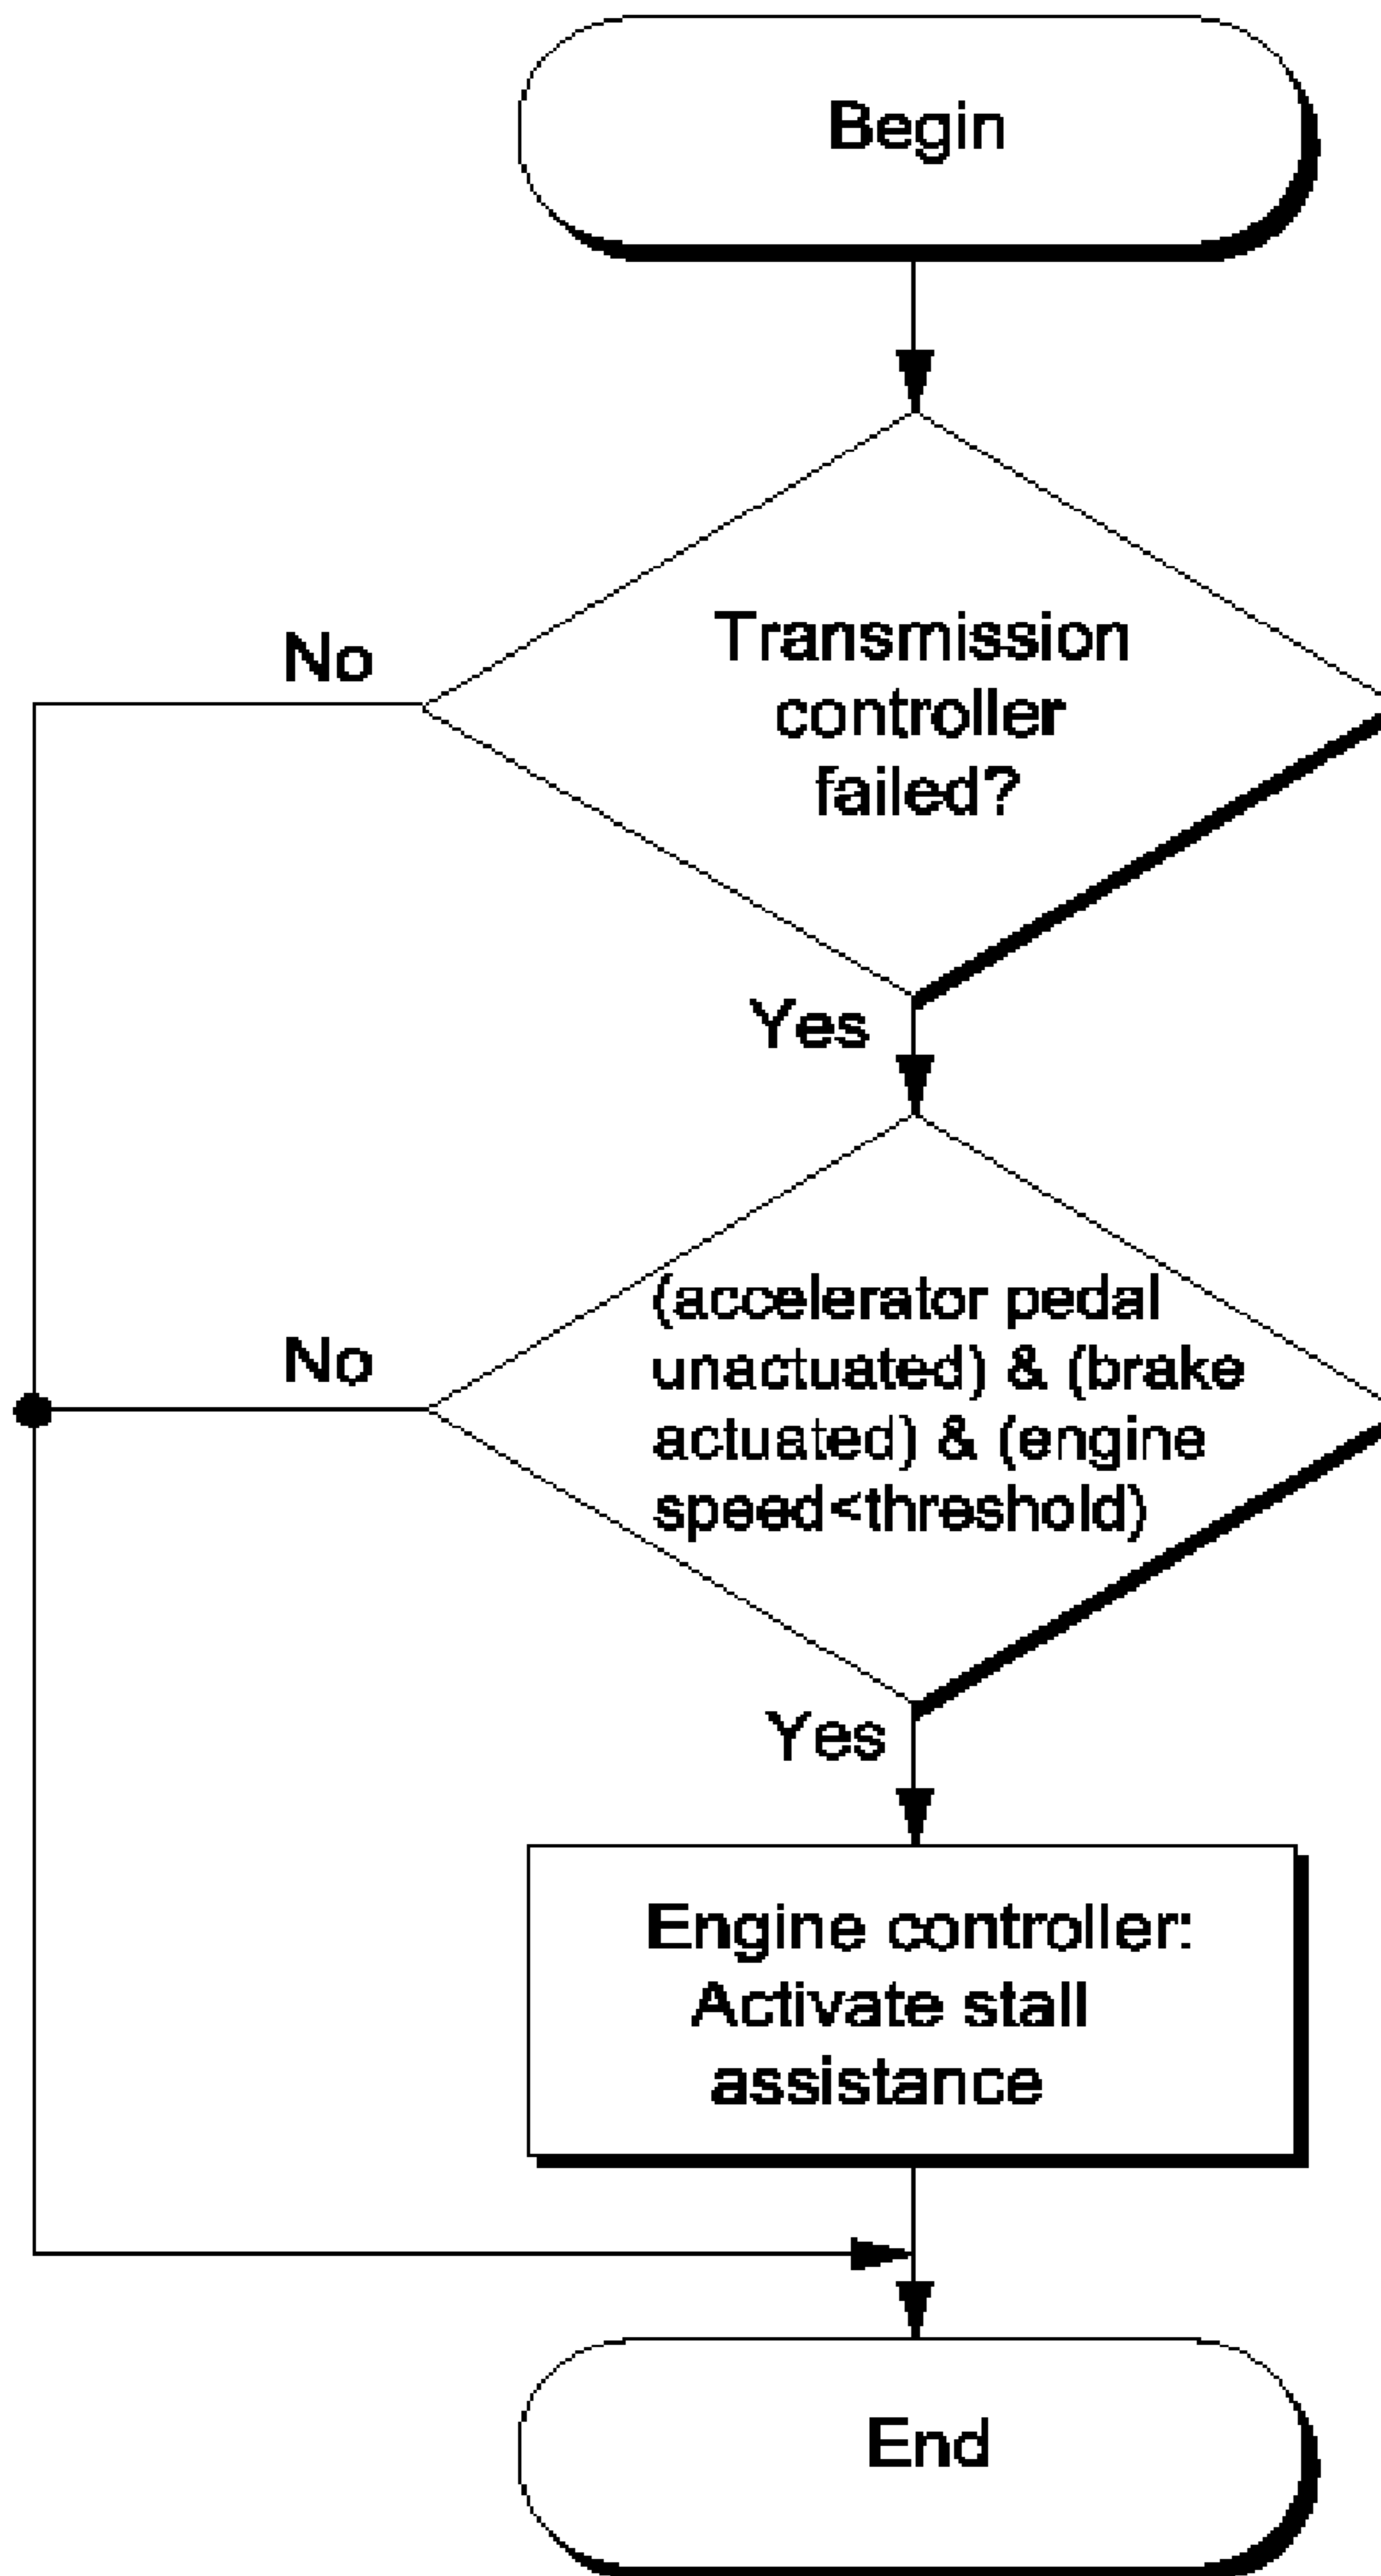 Begin
Transmission
controller
failed?
No
Yes
(accelerator pedal
unactuated) & (brake
actuated) & (engine
speed<threshold)
No
Yes
Engine controller:
Activate stall
assistance
End